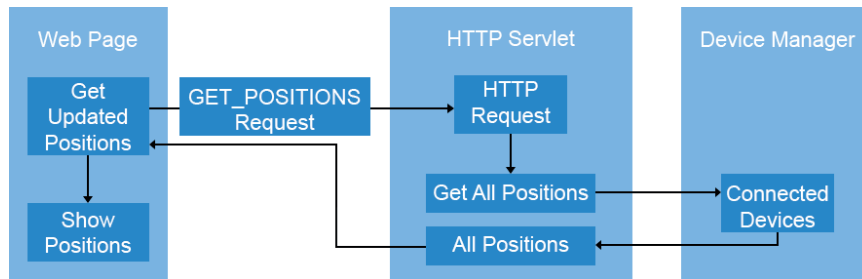 Web Page
HTTP Servlet
Device Manager
Get
Updated
Positions
GET_POSITIONS
Request
HTTP
Request
Get All Positions
Connected
Devices
Show
Positions
All Positions